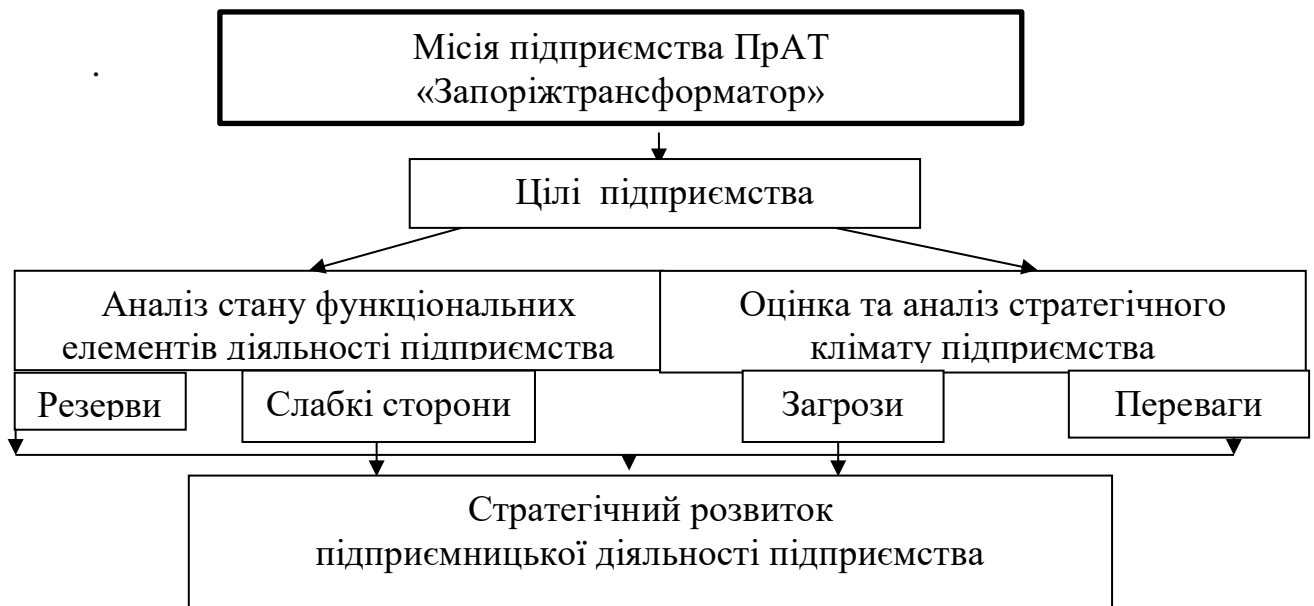 Місія підприємства ПрАТ
«Запоріжтрансформатор»
.
Цілі підприємства
Аналіз стану функціональних
елементів діяльності підприємства
Оцінка та аналіз стратегічного
клімату підприємства
Резерви
Слабкі сторони
Загрози
Переваги
Стратегічний розвиток
підприємницької діяльності підприємства